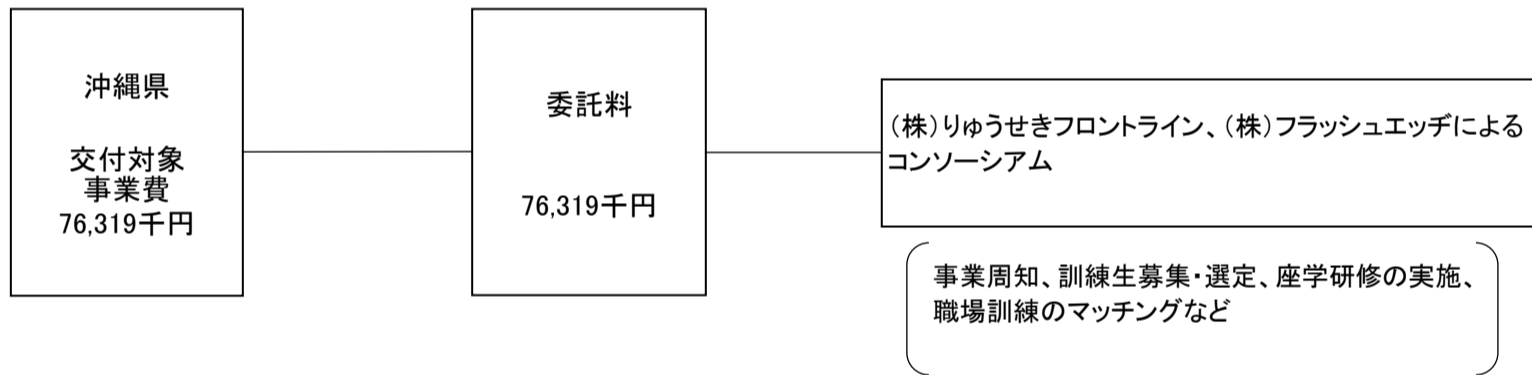 沖縄県
交付対象
事業費
76,319千円
委託料
76,319千円
（株）りゅうせきフロントライン、（株）フラッシュエッヂによる
コンソーシアム
事業周知、訓練生募集・選定、座学研修の実施、
職場訓練のマッチングなど